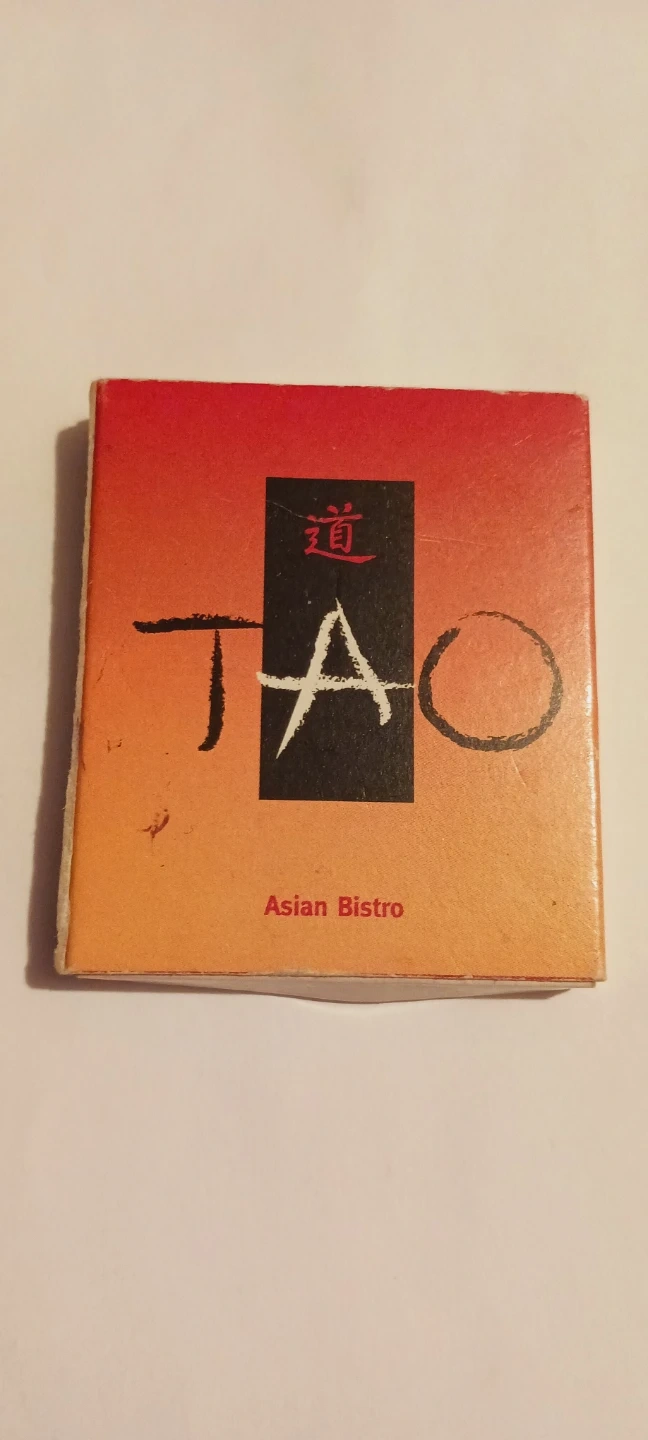 道
TAO
Asian Bistro